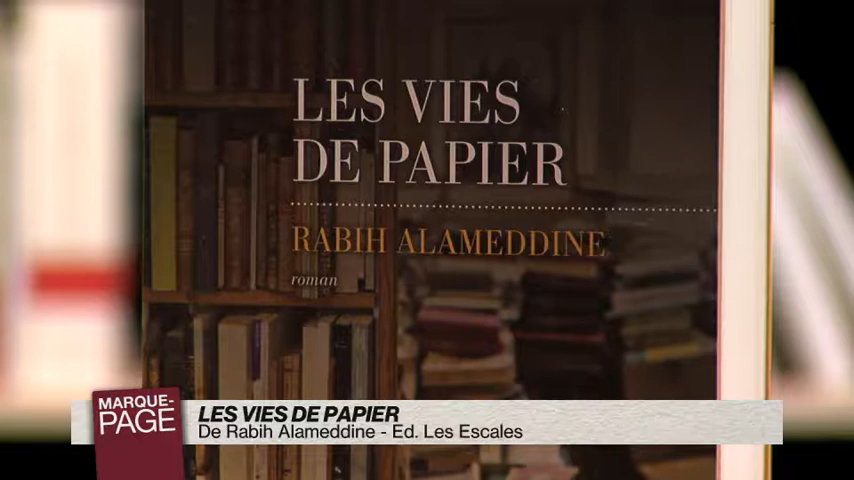 LES VIES
DE PAPIER
RABIH ALAMEDDINE
roman
MARQUE-
PAGE
LES VIES DE PAPIER
De Rabih Alameddine - Ed. Les Escales